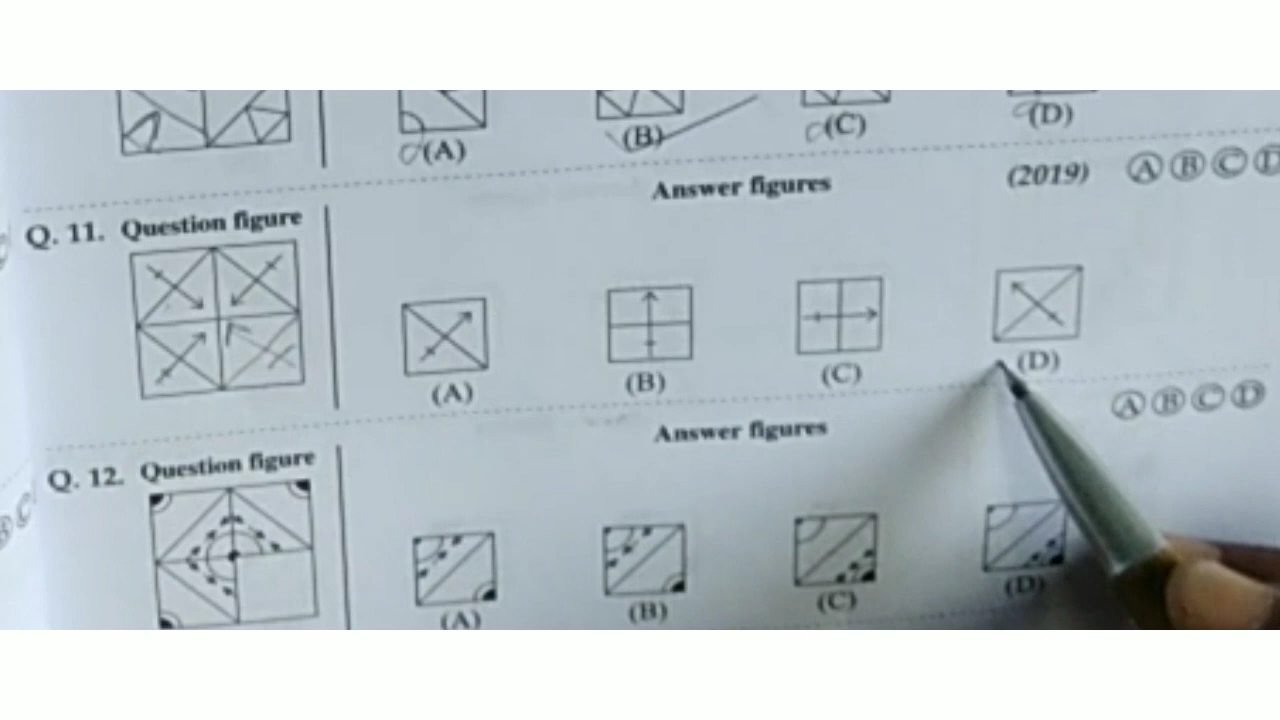 (A) (B) (C) (D)
Answer figures (2019) A B C D
Q. 11. Question figure
(A) (B) (C) (D)
Answer figures A B C D
Q. 12. Question figure
(A) (B) (C) (D)